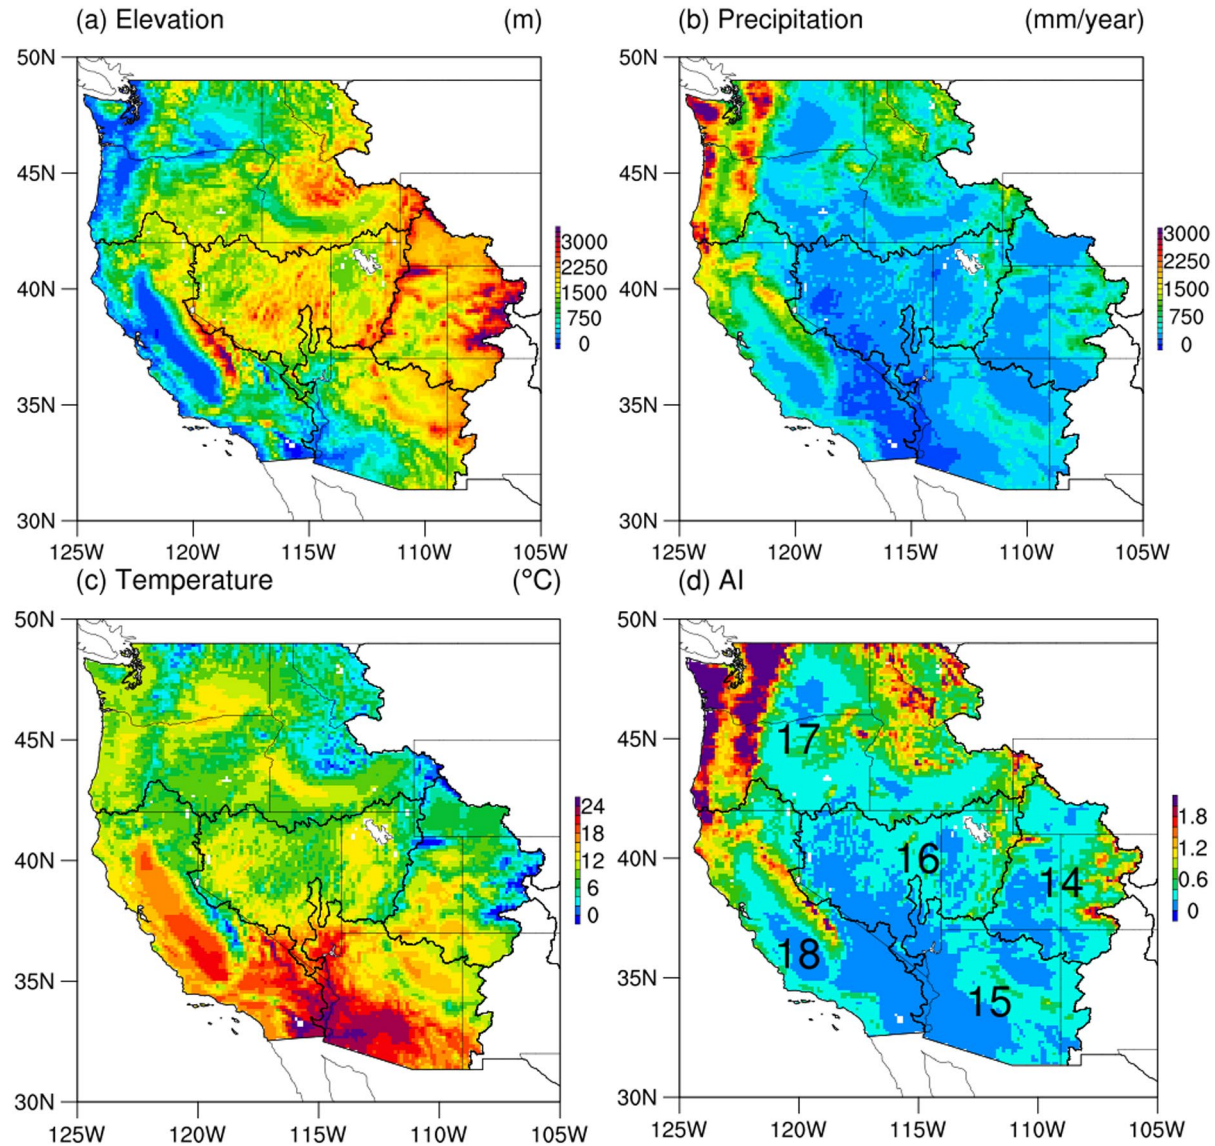 (a) Elevation (m)
50N
45N
40N
35N
30N
125W 120W 115W 110W 105W
3000
2250
1500
750
0
(b) Precipitation (mm/year)
50N
45N
40N
35N
30N
125W 120W 115W 110W 105W
3000
2250
1500
750
0
(c) Temperature (°C)
50N
45N
40N
35N
30N
125W 120W 115W 110W 105W
24
18
12
6
0
(d) AI
50N
45N
40N
35N
30N
125W 120W 115W 110W 105W
17
16
14
18
15
1.8
1.2
0.6
0